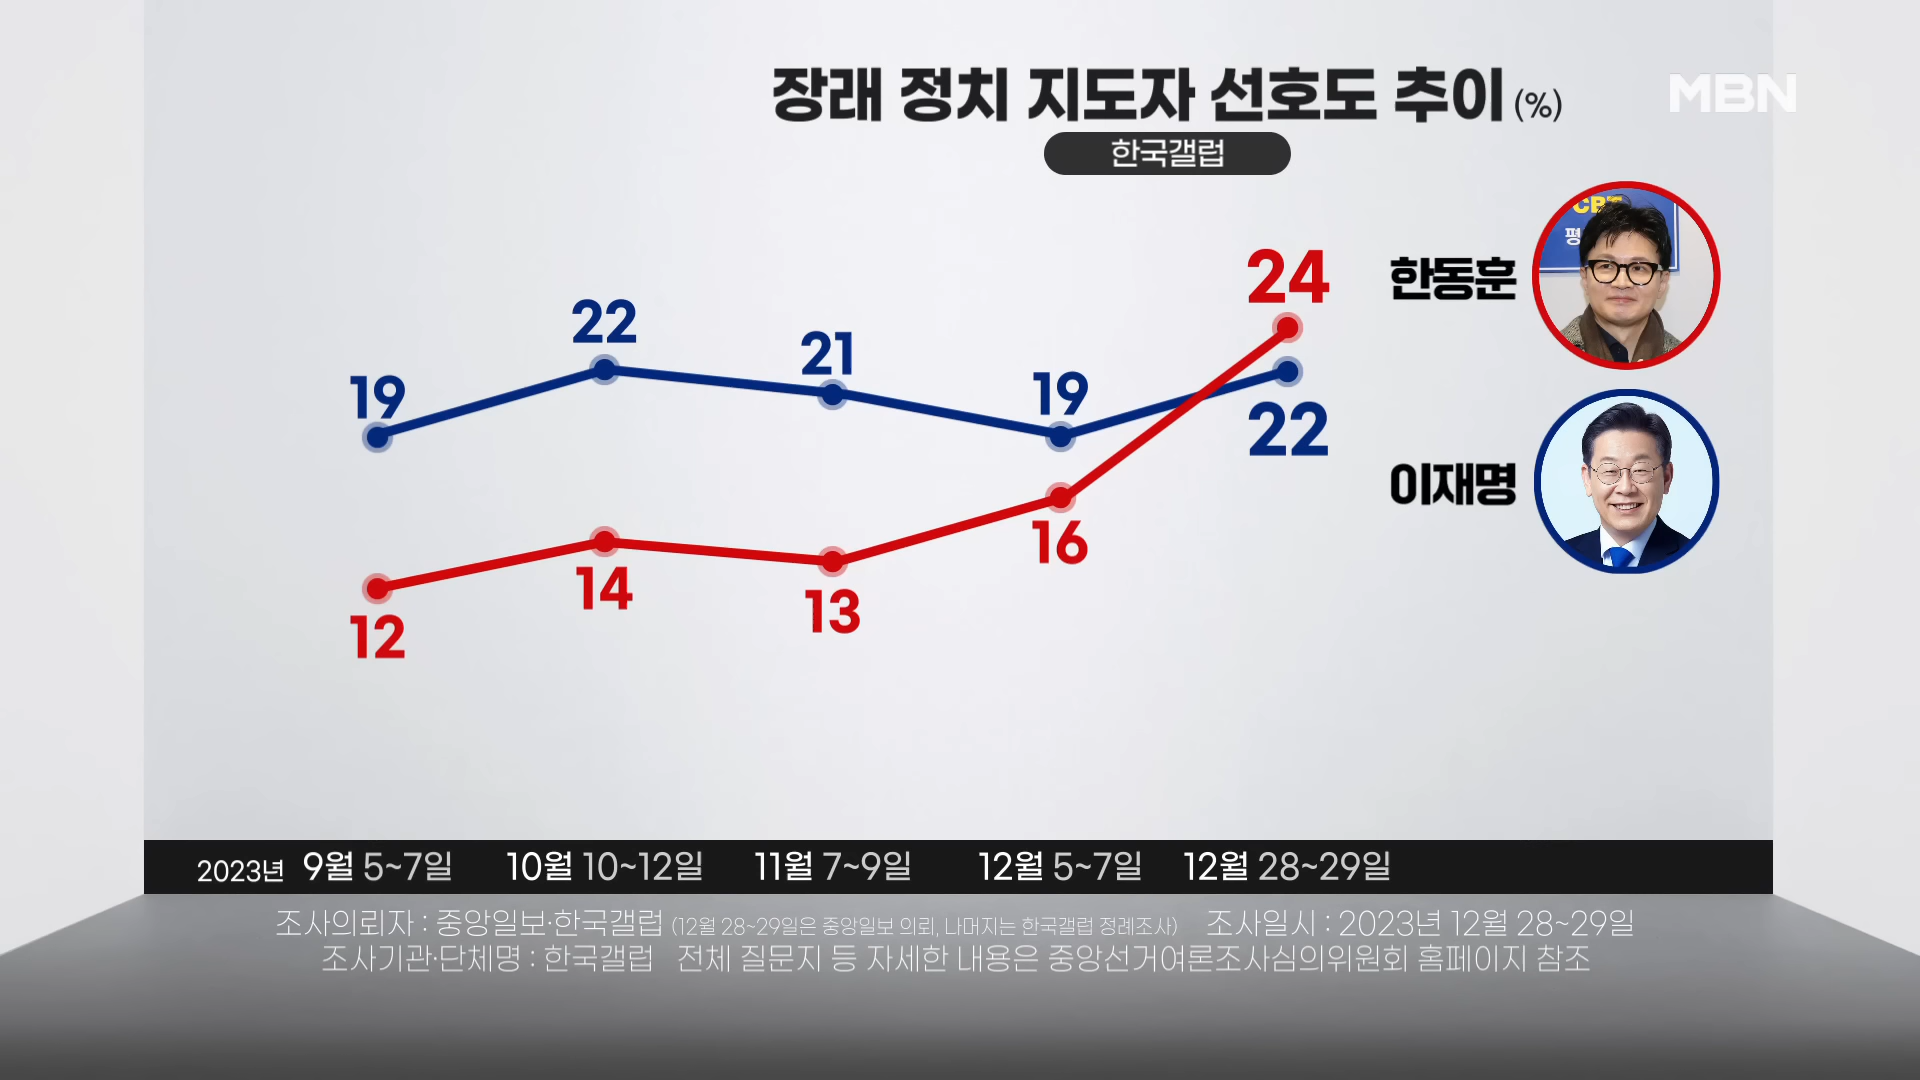 장래 정치 지도자 선호도 추이 (%)
MBN
한국갤럽
24
한동훈
22
21
19
19
22
이재명
16
14
13
12
2023년 9월 5~7일 10월 10~12일 11월 7~9일 12월 5~7일 12월 28~29일
조사의뢰자 : 중앙일보·한국갤럽 (12월 28~29일은 중앙일보 의뢰, 나머지는 한국갤럽 정례조사) 조사일시 : 2023년 12월 28~29일
조사기관·단체명 : 한국갤럽 전체 질문지 등 자세한 내용은 중앙선거여론조사심의위원회 홈페이지 참조